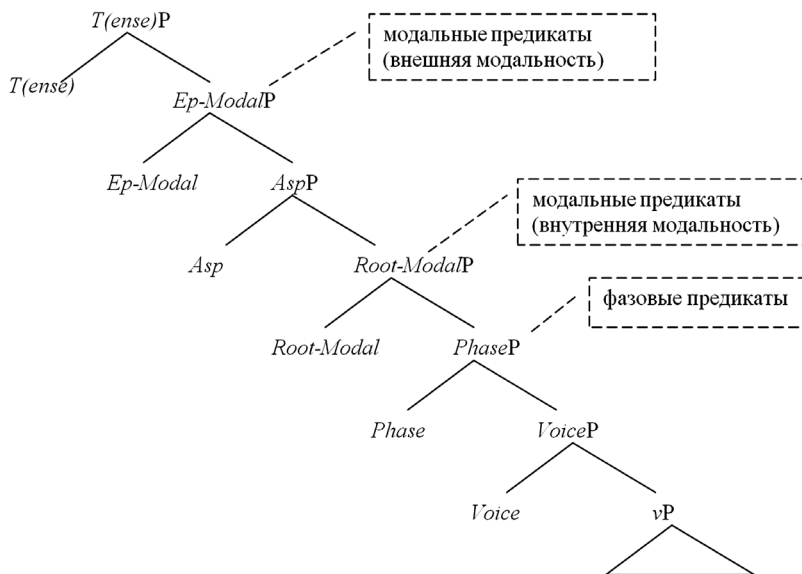 T(ense)P
модальные предикаты
(внешняя модальность)
T(ense)
Ep-ModalP
Ep-Modal
AspP
модальные предикаты
(внутренняя модальность)
Asp
Root-ModalP
фазовые предикаты
Root-Modal
PhaseP
Phase
VoiceP
Voice
vP